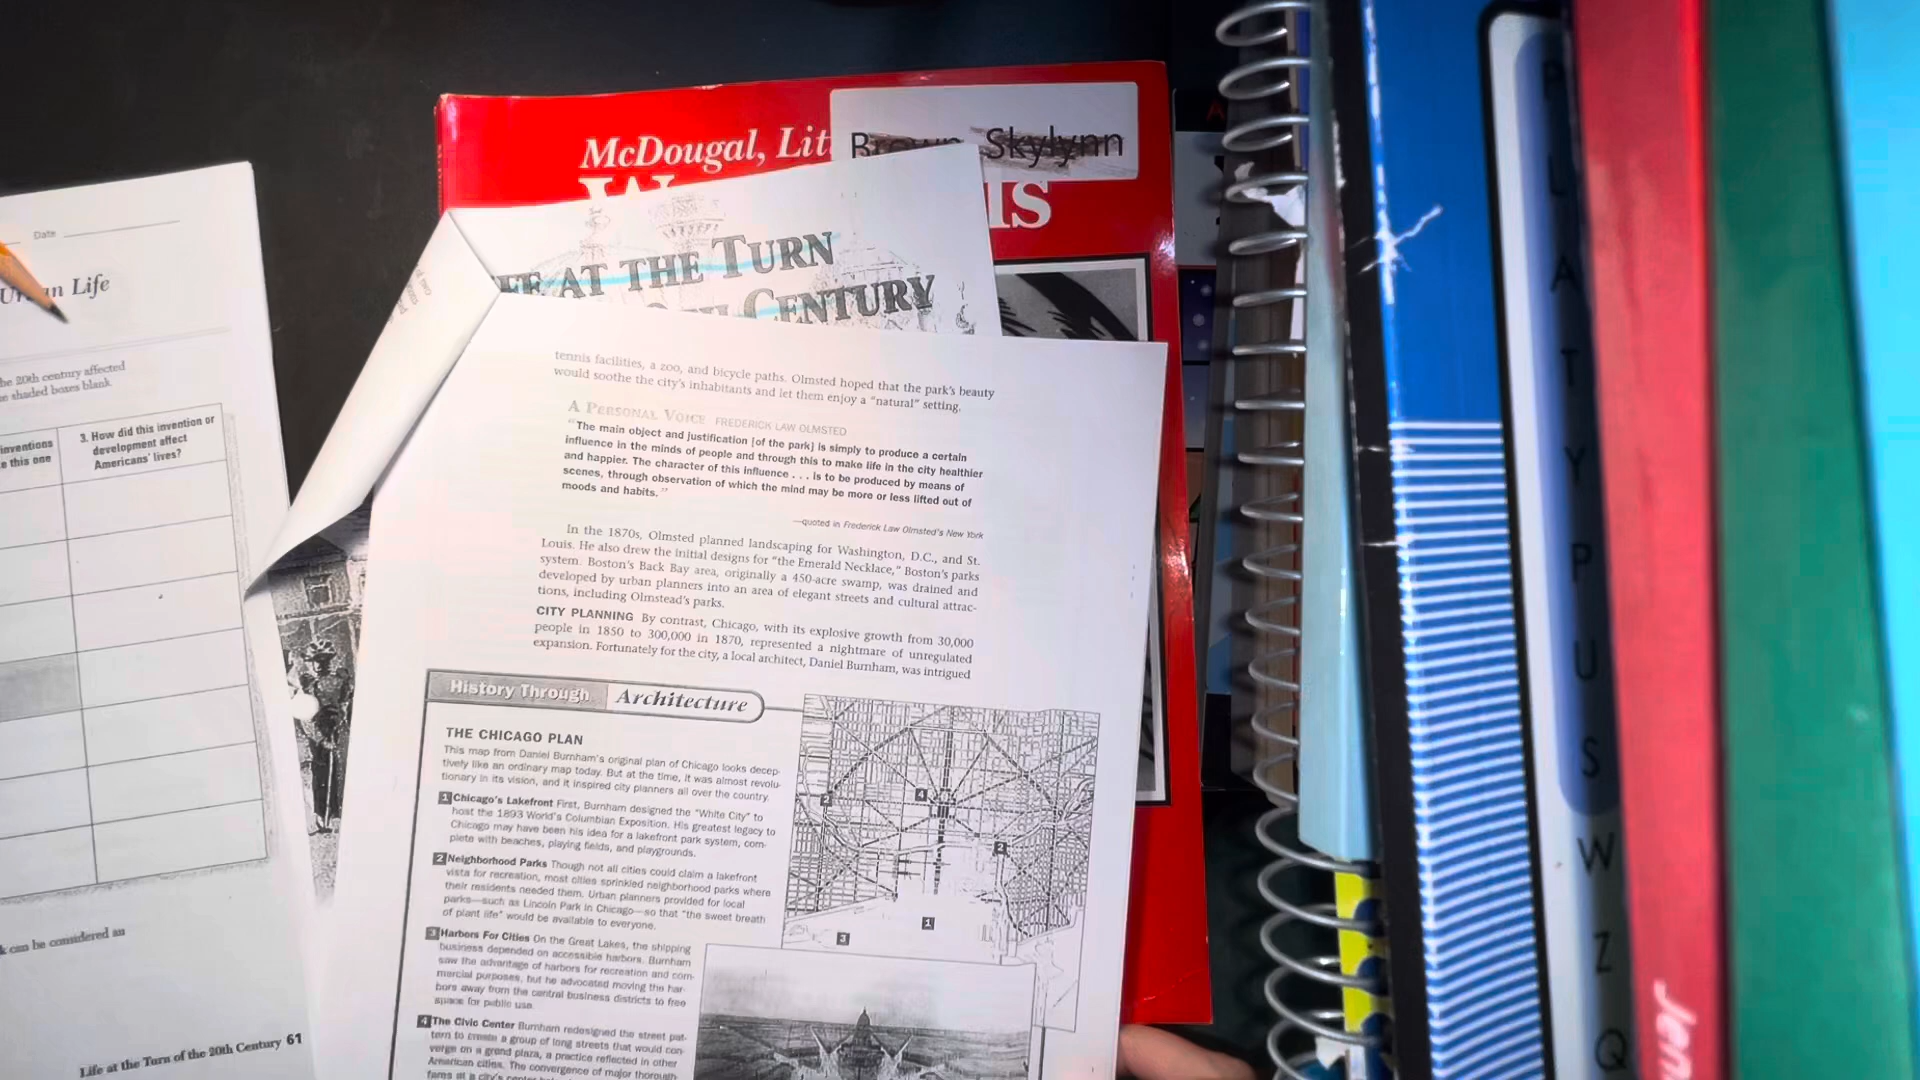 Date
Urban Life
he 20th century affected
e shaded boxes blank
inventions
e this one
3. How did this invention or
development affect
Americans' lives?
k can be considered an
Life at the Turn of the 20th Century 61
McDougal, Lit
Brown, Skylynn
W ls
FE AT THE TURN
CENTURY
tennis facilities, a zoo, and bicycle paths. Olmsted hoped that the park's beauty
would soothe the city's inhabitants and let them enjoy a "natural" setting.
A PERSONAL VOICE FREDERICK LAW OLMSTED
"The main object and justification [of the park] is simply to produce a certain
influence in the minds of people and through this to make life in the city healthier
and happier. The character of this influence . . . is to be produced by means of
scenes, through observation of which the mind may be more or less lifted out of
moods and habits."
—quoted in Frederick Law Olmsted's New York
In the 1870s, Olmsted planned landscaping for Washington, D.C., and St.
Louis. He also drew the initial designs for "the Emerald Necklace," Boston's parks
system. Boston's Back Bay area, originally a 450-acre swamp, was drained and
developed by urban planners into an area of elegant streets and cultural attrac-
tions, including Olmstead's parks.
CITY PLANNING By contrast, Chicago, with its explosive growth from 30,000
people in 1850 to 300,000 in 1870, represented a nightmare of unregulated
expansion. Fortunately for the city, a local architect, Daniel Burnham, was intrigued
History Through Architecture
THE CHICAGO PLAN
This map from Daniel Burnham's original plan of Chicago looks decep-
tively like an ordinary map today. But at the time, it was almost revolu-
tionary in its vision, and it inspired city planners all over the country.
1 Chicago's Lakefront First, Burnham designed the "White City" to
host the 1893 World's Columbian Exposition. His greatest legacy to
Chicago may have been his idea for a lakefront park system, com-
plete with beaches, playing fields, and playgrounds.
2 Neighborhood Parks Though not all cities could claim a lakefront
vista for recreation, most cities sprinkled neighborhood parks where
their residents needed them. Urban planners provided for local
parks—such as Lincoln Park in Chicago—so that "the sweet breath
of plant life" would be available to everyone.
3 Harbors For Cities On the Great Lakes, the shipping
business depended on accessible harbors. Burnham
saw the advantage of harbors for recreation and com-
mercial purposes, but he advocated moving the har-
bors away from the central business districts to free
space for public use.
4 The Civic Center Burnham redesigned the street pat-
tern to create a group of long streets that would con-
verge on a grand plaza, a practice reflected in other
American cities. The convergence of major thorough-
fares at a city's center
2
4
2
1
3
PLATYPUS
W
Z
Q
Jen